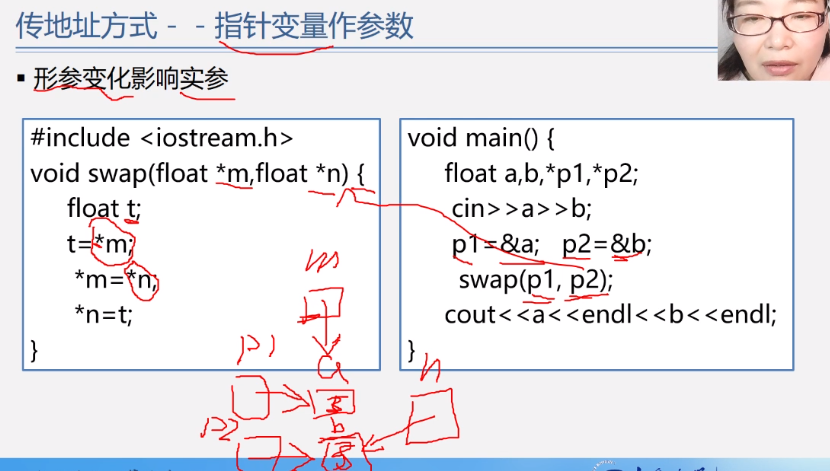 传地址方式- -指针变量作参数
▪ 形参变化影响实参
#include <iostream.h>
void swap(float *m,float *n) {
float t;
t=*m;
*m=*n;
*n=t;
}
void main() {
float a,b,*p1,*p2;
cin>>a>>b;
p1=&a; p2=&b;
swap(p1, p2);
cout<<a<<endl<<b<<endl;
}
m
p1
a
n
p2
b